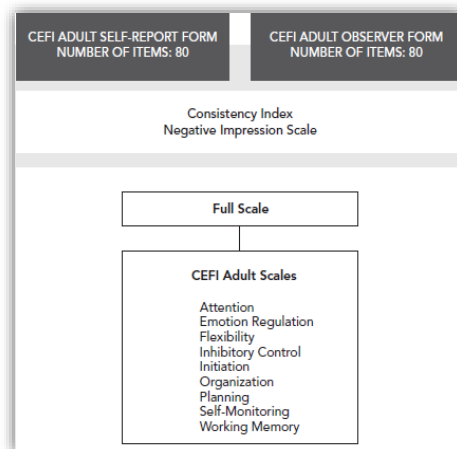 CEFI ADULT SELF-REPORT FORM
NUMBER OF ITEMS: 80
CEFI ADULT OBSERVER FORM
NUMBER OF ITEMS: 80
Consistency Index
Negative Impression Scale
Full Scale
CEFI Adult Scales
Attention
Emotion Regulation
Flexibility
Inhibitory Control
Initiation
Organization
Planning
Self-Monitoring
Working Memory